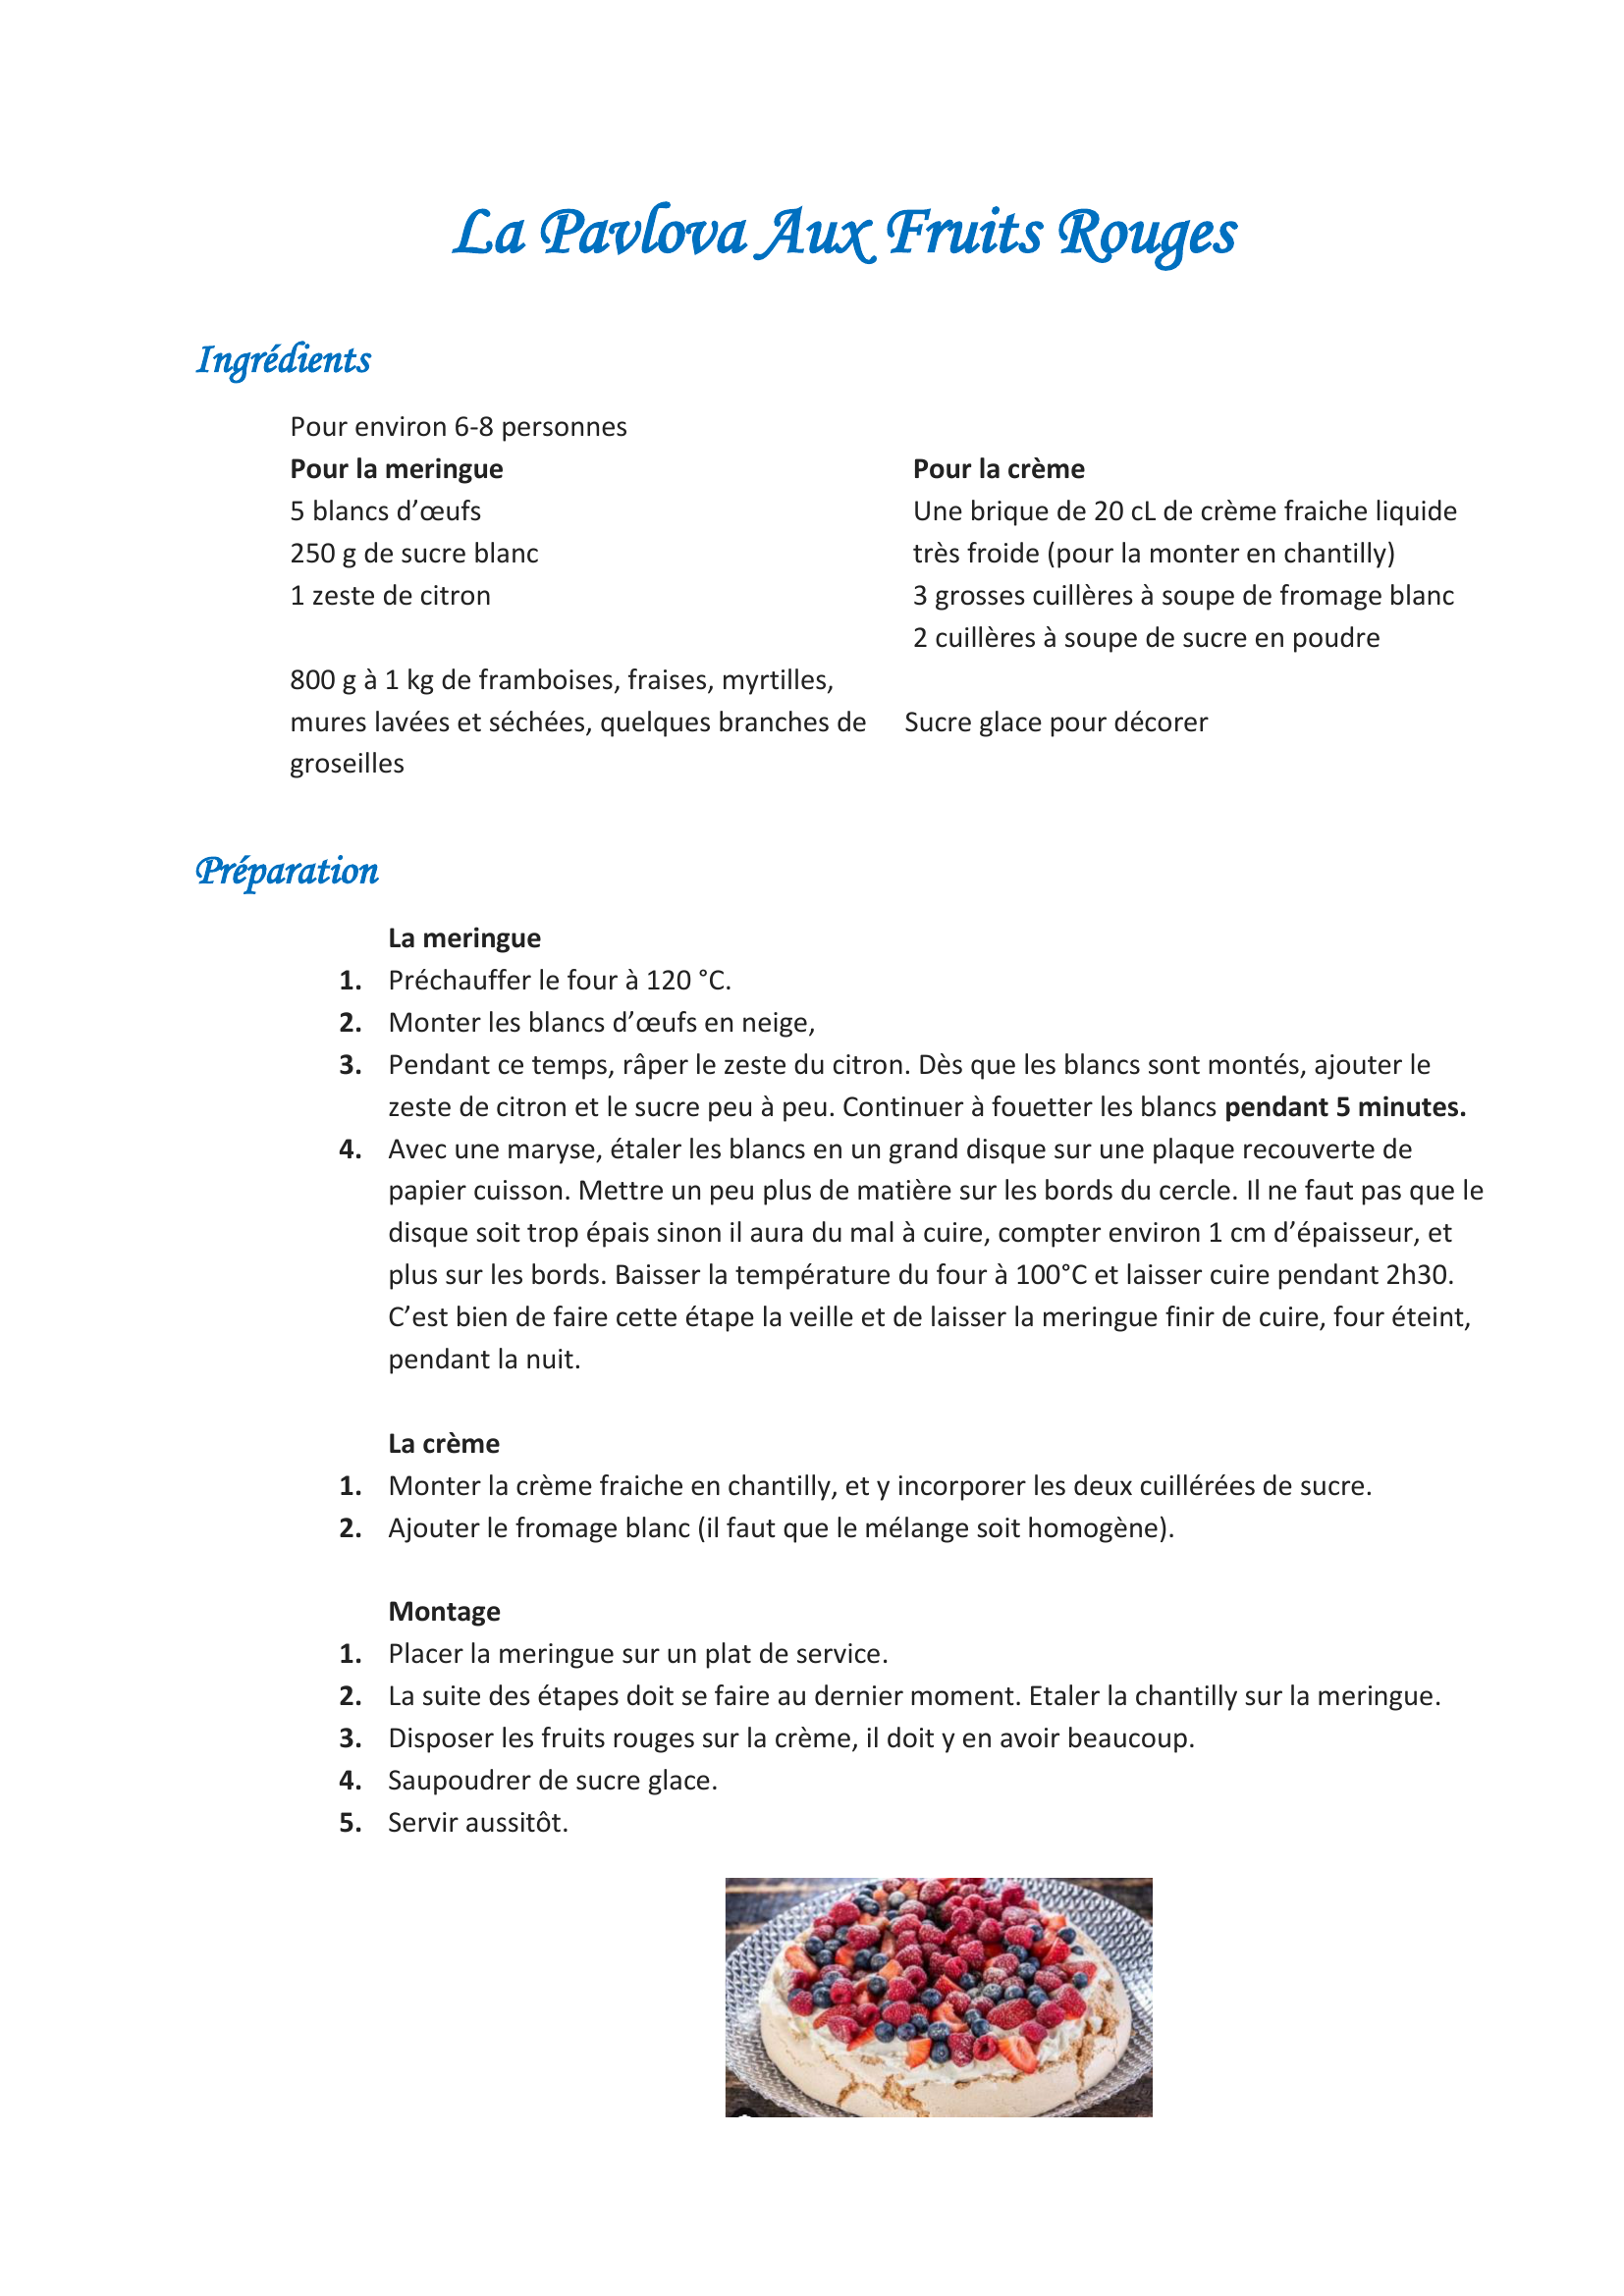 La Pavlova Aux Fruits Rouges
Ingrédients
Pour environ 6-8 personnes
Pour la meringue
5 blancs d’œufs
250 g de sucre blanc
1 zeste de citron
800 g à 1 kg de framboises, fraises, myrtilles,
mures lavées et séchées, quelques branches de
groseilles
Pour la crème
Une brique de 20 cL de crème fraiche liquide
très froide (pour la monter en chantilly)
3 grosses cuillères à soupe de fromage blanc
2 cuillères à soupe de sucre en poudre
Sucre glace pour décorer
Préparation
La meringue
1. Préchauffer le four à 120 °C.
2. Monter les blancs d’œufs en neige,
3. Pendant ce temps, râper le zeste du citron. Dès que les blancs sont montés, ajouter le
zeste de citron et le sucre peu à peu. Continuer à fouetter les blancs pendant 5 minutes.
4. Avec une maryse, étaler les blancs en un grand disque sur une plaque recouverte de
papier cuisson. Mettre un peu plus de matière sur les bords du cercle. Il ne faut pas que le
disque soit trop épais sinon il aura du mal à cuire, compter environ 1 cm d’épaisseur, et
plus sur les bords. Baisser la température du four à 100°C et laisser cuire pendant 2h30.
C’est bien de faire cette étape la veille et de laisser la meringue finir de cuire, four éteint,
pendant la nuit.
La crème
1. Monter la crème fraiche en chantilly, et y incorporer les deux cuillérées de sucre.
2. Ajouter le fromage blanc (il faut que le mélange soit homogène).
Montage
1. Placer la meringue sur un plat de service.
2. La suite des étapes doit se faire au dernier moment. Etaler la chantilly sur la meringue.
3. Disposer les fruits rouges sur la crème, il doit y en avoir beaucoup.
4. Saupoudrer de sucre glace.
5. Servir aussitôt.